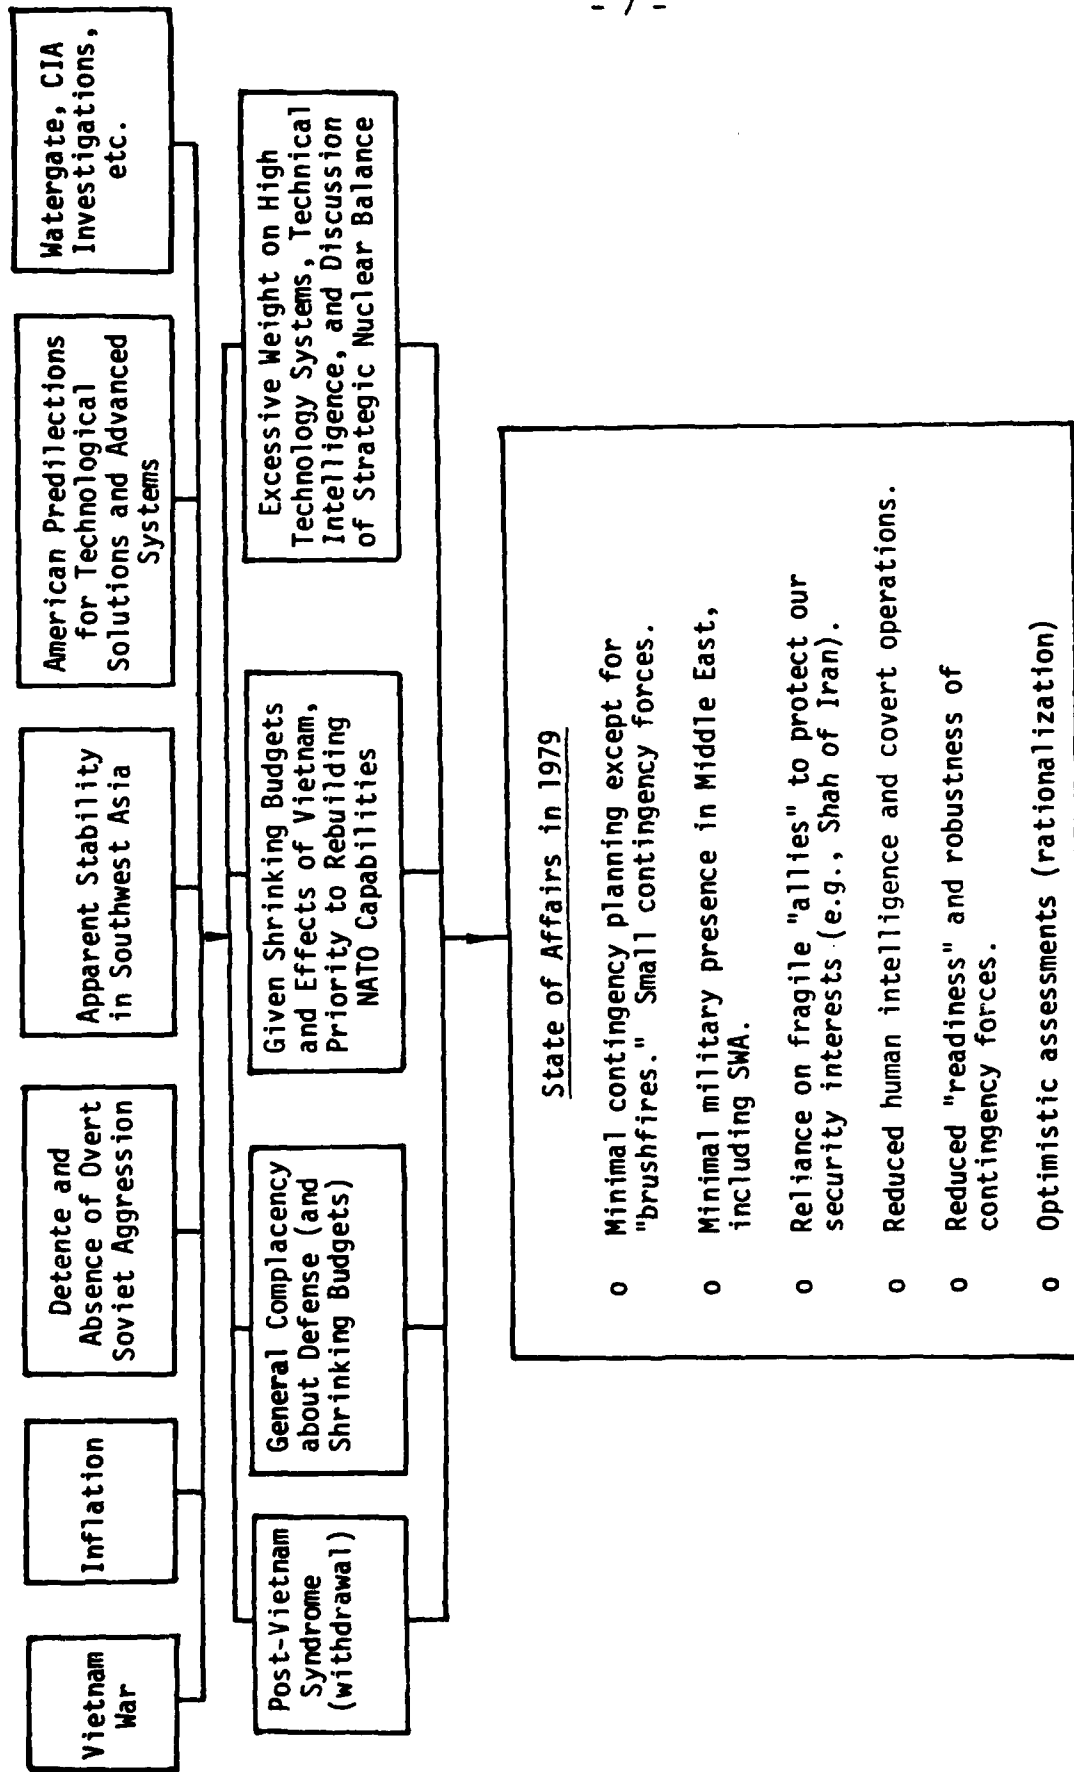 - 7 -
Vietnam
War
Inflation
Detente and
Absence of Overt
Soviet Aggression
Apparent Stability
in Southwest Asia
American Predilections
for Technological
Solutions and Advanced
Systems
Watergate, CIA
Investigations,
etc.
Post-Vietnam
Syndrome
(withdrawal)
General Complacency
about Defense (and
Shrinking Budgets)
Given Shrinking Budgets
and Effects of Vietnam,
Priority to Rebuilding
NATO Capabilities
Excessive Weight on High
Technology Systems, Technical
Intelligence, and Discussion
of Strategic Nuclear Balance
State of Affairs in 1979
o Minimal contingency planning except for
"brushfires." Small contingency forces.
o Minimal military presence in Middle East,
including SWA.
o Reliance on fragile "allies" to protect our
security interests (e.g., Shah of Iran).
o Reduced human intelligence and covert operations.
o Reduced "readiness" and robustness of
contingency forces.
o Optimistic assessments (rationalization)